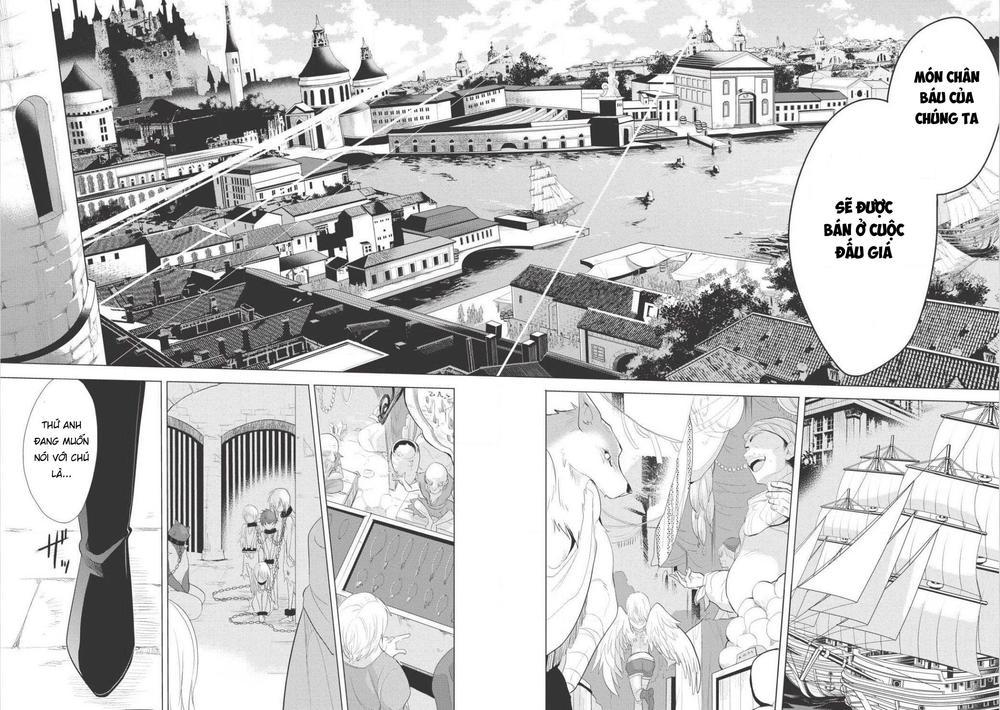 MÓN CHÂN
BÁU CỦA
CHÚNG TA
SẼ ĐƯỢC
BÁN Ở CUỘC
ĐẤU GIÁ
THỨ ANH
ĐANG MUỐN
NÓI VỚI CHÚ
LÀ...